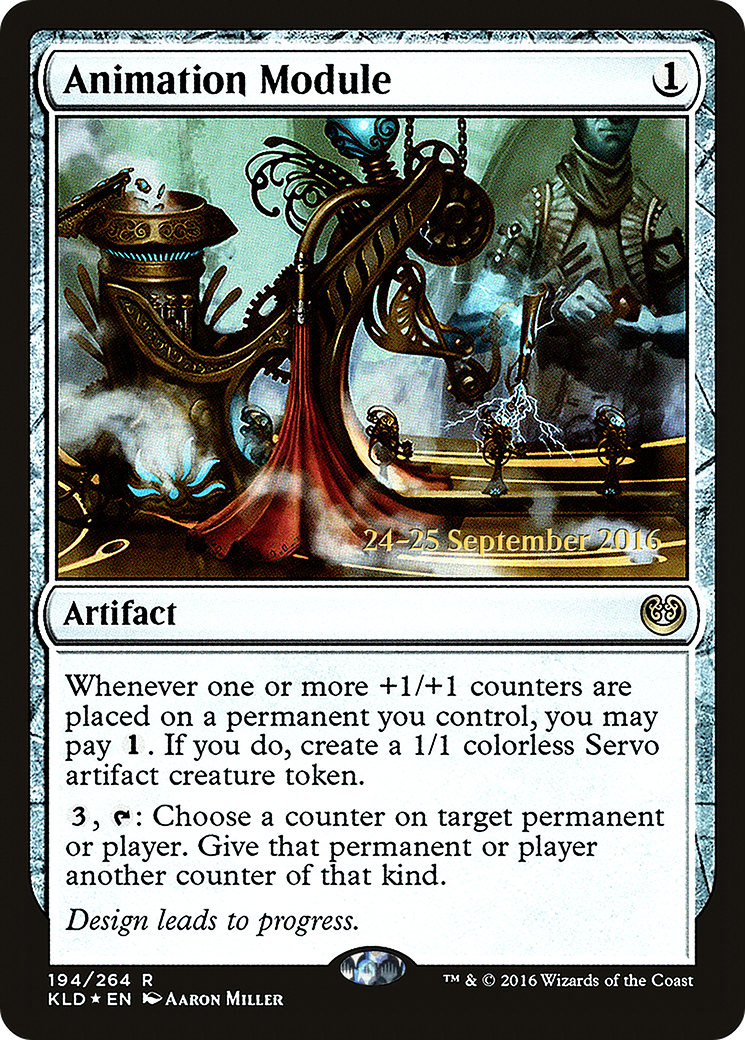 Animation Module 1
24–25 September 2016
Artifact
Whenever one or more +1/+1 counters are
placed on a permanent you control, you may
pay 1. If you do, create a 1/1 colorless Servo
artifact creature token.
3, : Choose a counter on target permanent
or player. Give that permanent or player
another counter of that kind.
Design leads to progress.
194/264 R
KLD ★ EN Aaron Miller
™ & © 2016 Wizards of the Coast